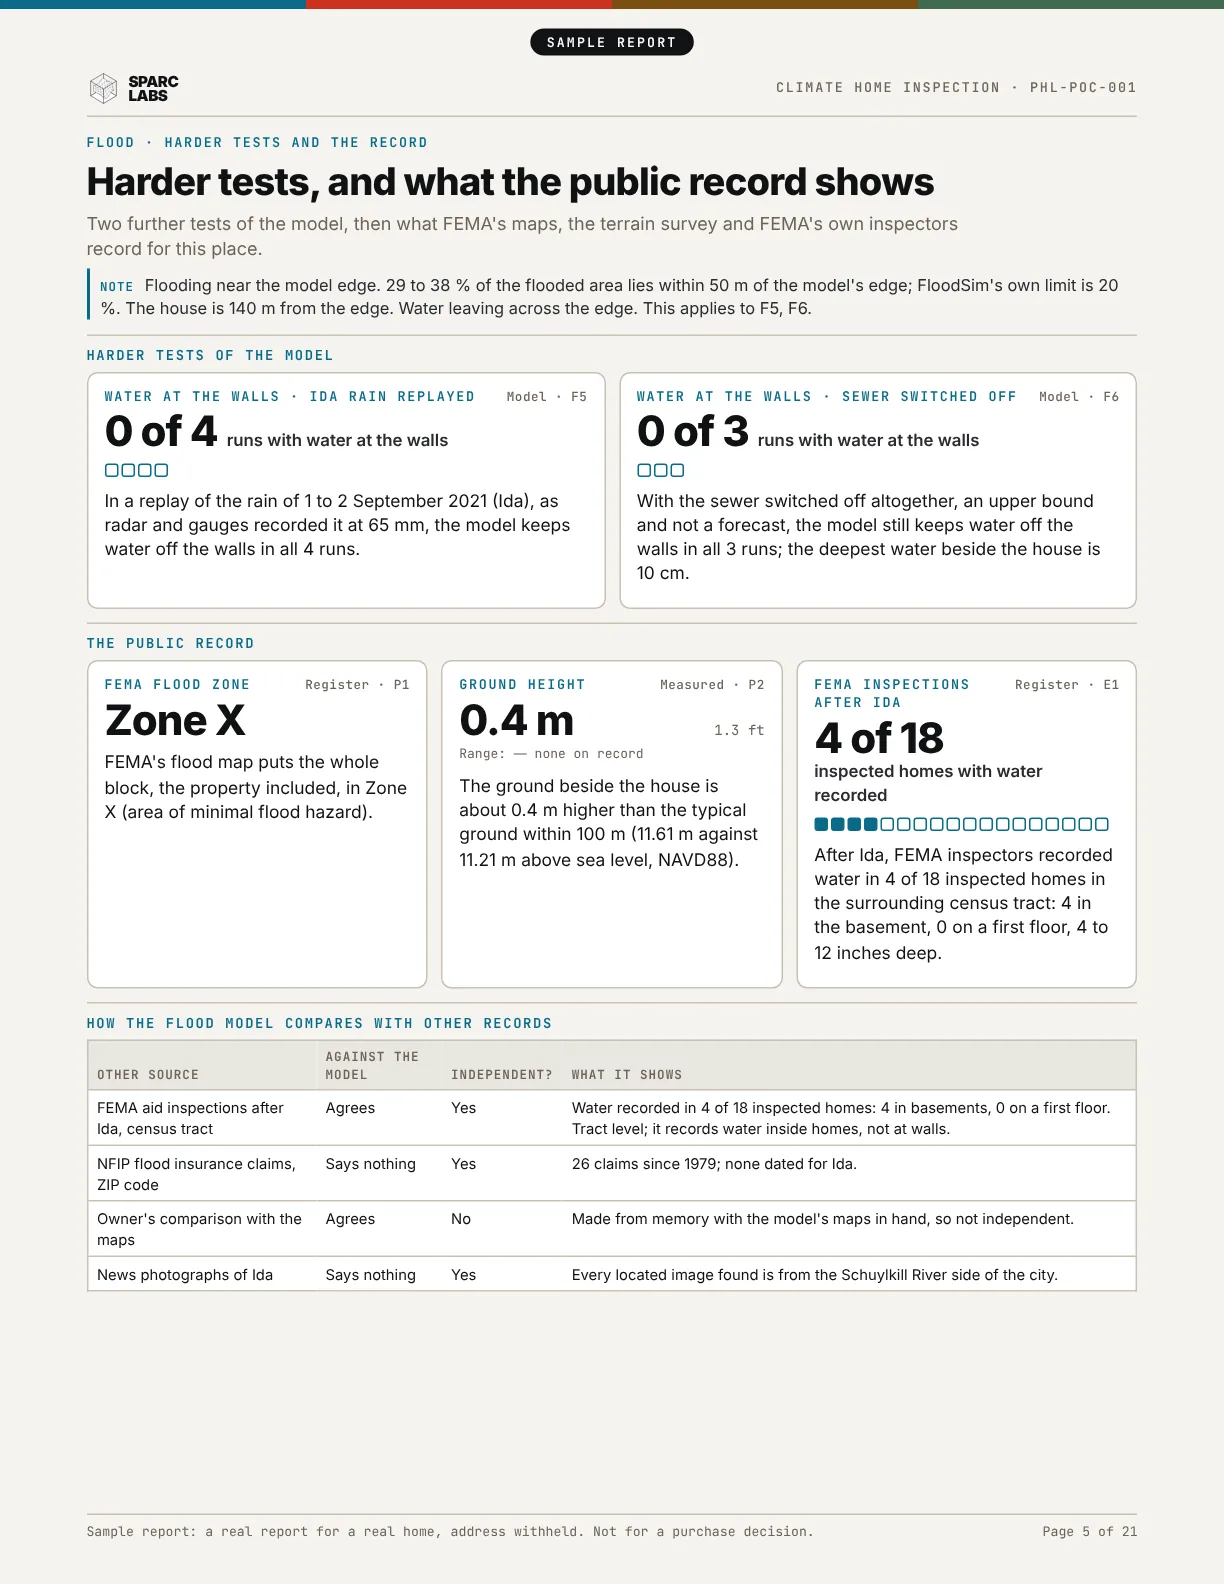 SAMPLE REPORT
SPARC
LABS
CLIMATE HOME INSPECTION · PHL-POC-001
FLOOD · HARDER TESTS AND THE RECORD
Harder tests, and what the public record shows
Two further tests of the model, then what FEMA's maps, the terrain survey and FEMA's own inspectors
record for this place.
NOTE Flooding near the model edge. 29 to 38 % of the flooded area lies within 50 m of the model's edge; FloodSim's own limit is 20
%. The house is 140 m from the edge. Water leaving across the edge. This applies to F5, F6.
HARDER TESTS OF THE MODEL
WATER AT THE WALLS · IDA RAIN REPLAYED Model · F5
0 of 4 runs with water at the walls
In a replay of the rain of 1 to 2 September 2021 (Ida), as
radar and gauges recorded it at 65 mm, the model keeps
water off the walls in all 4 runs.
WATER AT THE WALLS · SEWER SWITCHED OFF Model · F6
0 of 3 runs with water at the walls
With the sewer switched off altogether, an upper bound
and not a forecast, the model still keeps water off the
walls in all 3 runs; the deepest water beside the house is
10 cm.
THE PUBLIC RECORD
FEMA FLOOD ZONE Register · P1
Zone X
FEMA's flood map puts the whole
block, the property included, in Zone
X (area of minimal flood hazard).
GROUND HEIGHT Measured · P2
0.4 m 1.3 ft
Range: — none on record
The ground beside the house is
about 0.4 m higher than the typical
ground within 100 m (11.61 m against
11.21 m above sea level, NAVD88).
FEMA INSPECTIONS Register · E1
AFTER IDA
4 of 18
inspected homes with water
recorded
After Ida, FEMA inspectors recorded
water in 4 of 18 inspected homes in
the surrounding census tract: 4 in
the basement, 0 on a first floor, 4 to
12 inches deep.
HOW THE FLOOD MODEL COMPARES WITH OTHER RECORDS
OTHER SOURCE AGAINST THE MODEL INDEPENDENT? WHAT IT SHOWS
FEMA aid inspections after Agrees Yes Water recorded in 4 of 18 inspected homes: 4 in basements, 0 on a first floor.
Ida, census tract Tract level; it records water inside homes, not at walls.
NFIP flood insurance claims, Says nothing Yes 26 claims since 1979; none dated for Ida.
ZIP code
Owner's comparison with the Agrees No Made from memory with the model's maps in hand, so not independent.
maps
News photographs of Ida Says nothing Yes Every located image found is from the Schuylkill River side of the city.
Sample report: a real report for a real home, address withheld. Not for a purchase decision. Page 5 of 21